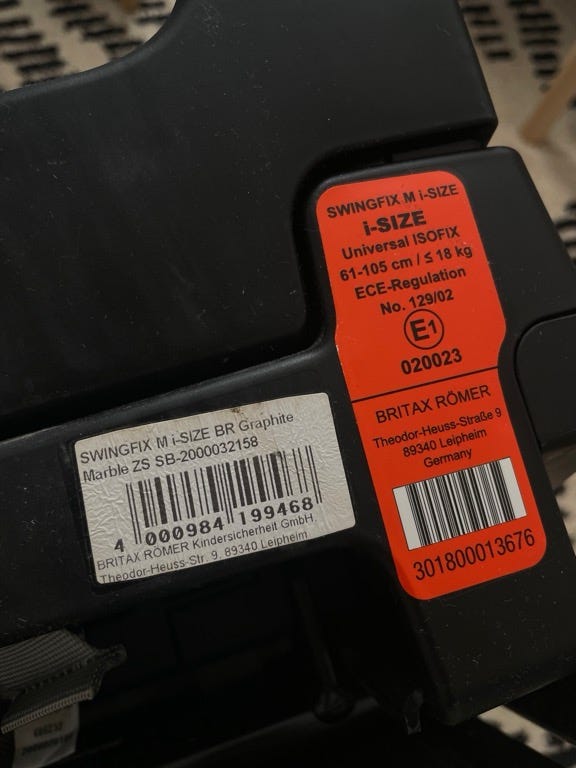 SWINGFIX M i-SIZE
i-SIZE
Universal ISOFIX
61-105 cm / ≤ 18 kg
ECE-Regulation
No. 129/02
E1
020023
BRITAX RÖMER
Theodor-Heuss-Straße 9
89340 Leipheim
Germany
301800013676
SWINGFIX M i-SIZE BR Graphite
Marble ZS SB-2000032158
4 000984 199468
BRITAX RÖMER Kindersicherheit GmbH.
Theodor-Heuss-Str. 9, 89340 Leipheim